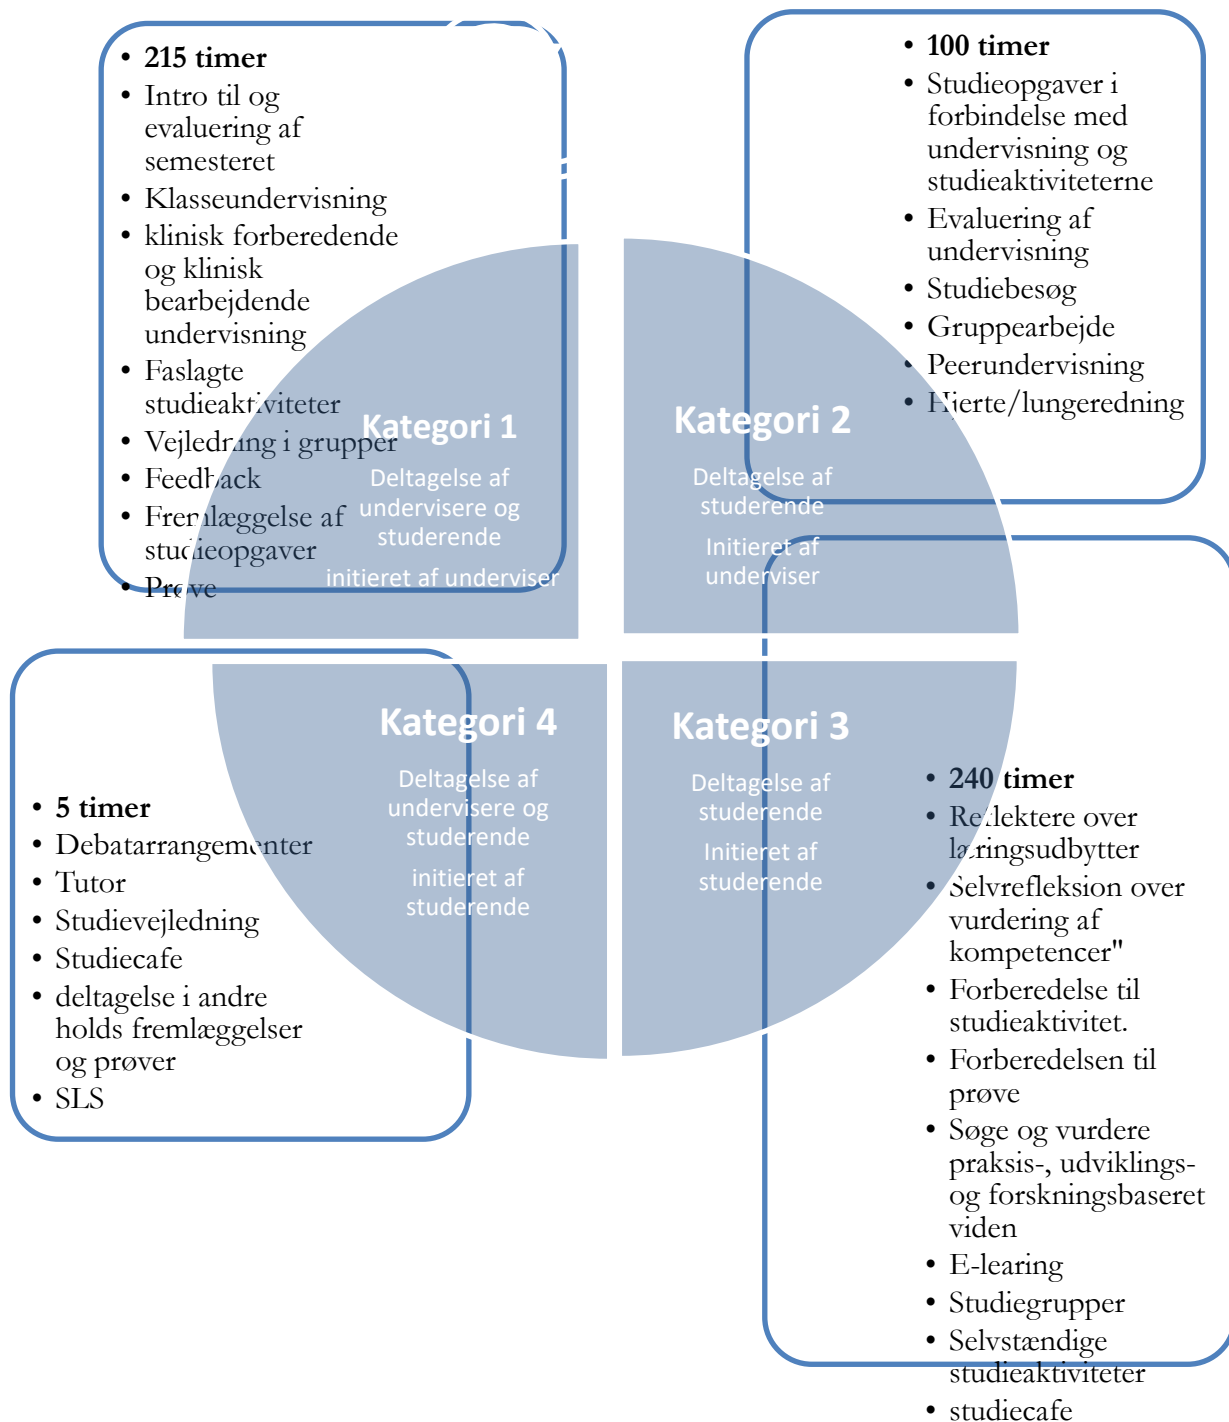 • 215 timer
• Intro til og
evaluering af
semesteret
• Klasseundervisning
• klinisk forberedende
og klinisk
bearbejdende
undervisning
• Faslagte
studieaktiviteter
• Vejledning i grupper
• Feedback
• Fremlæggelse af
studieopgaver
• Prøve
Kategori 1
Deltagelse af
undervisere og
studerende
initieret af underviser
• 100 timer
• Studieopgaver i
forbindelse med
undervisning og
studieaktiviteterne
• Evaluering af
undervisning
• Studiebesøg
• Gruppearbejde
• Peerundervisning
• Hjerte/lungeredning
Kategori 2
Deltagelse af
studerende
Initieret af
underviser
Kategori 4
Deltagelse af
undervisere og
studerende
initieret af
studerende
• 5 timer
• Debatarrangementer
• Tutor
• Studievejledning
• Studiecafe
• deltagelse i andre
holds fremlæggelser
og prøver
• SLS
Kategori 3
Deltagelse af
studerende
Initieret af
studerende
• 240 timer
• Reflektere over
læringsudbytter
• Selvrefleksion over
vurdering af
kompetencer"
• Forberedelse til
studieaktivitet.
• Forberedelsen til
prøve
• Søge og vurdere
praksis-, udviklings-
og forskningsbaseret
viden
• E-learing
• Studiegrupper
• Selvstændige
studieaktiviteter
• studiecafe